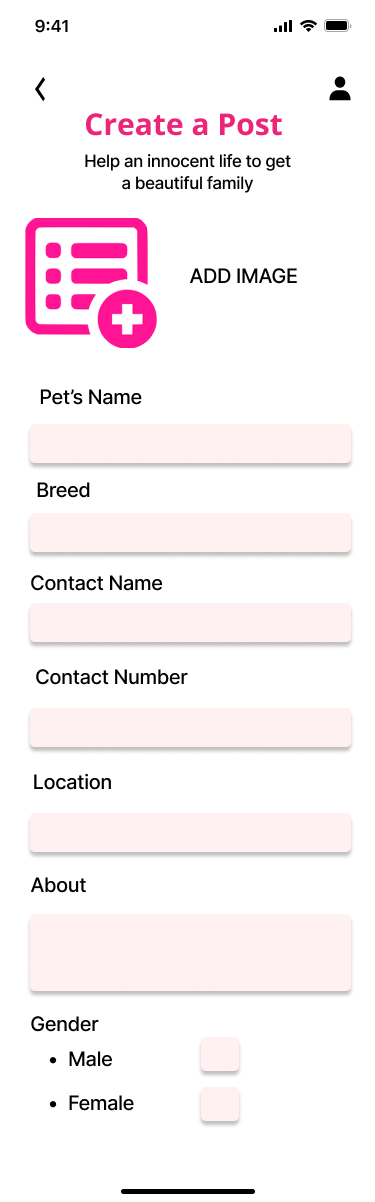 9:41
Create a Post
Help an innocent life to get
a beautiful family
ADD IMAGE
Pet’s Name
Breed
Contact Name
Contact Number
Location
About
Gender
• Male
• Female